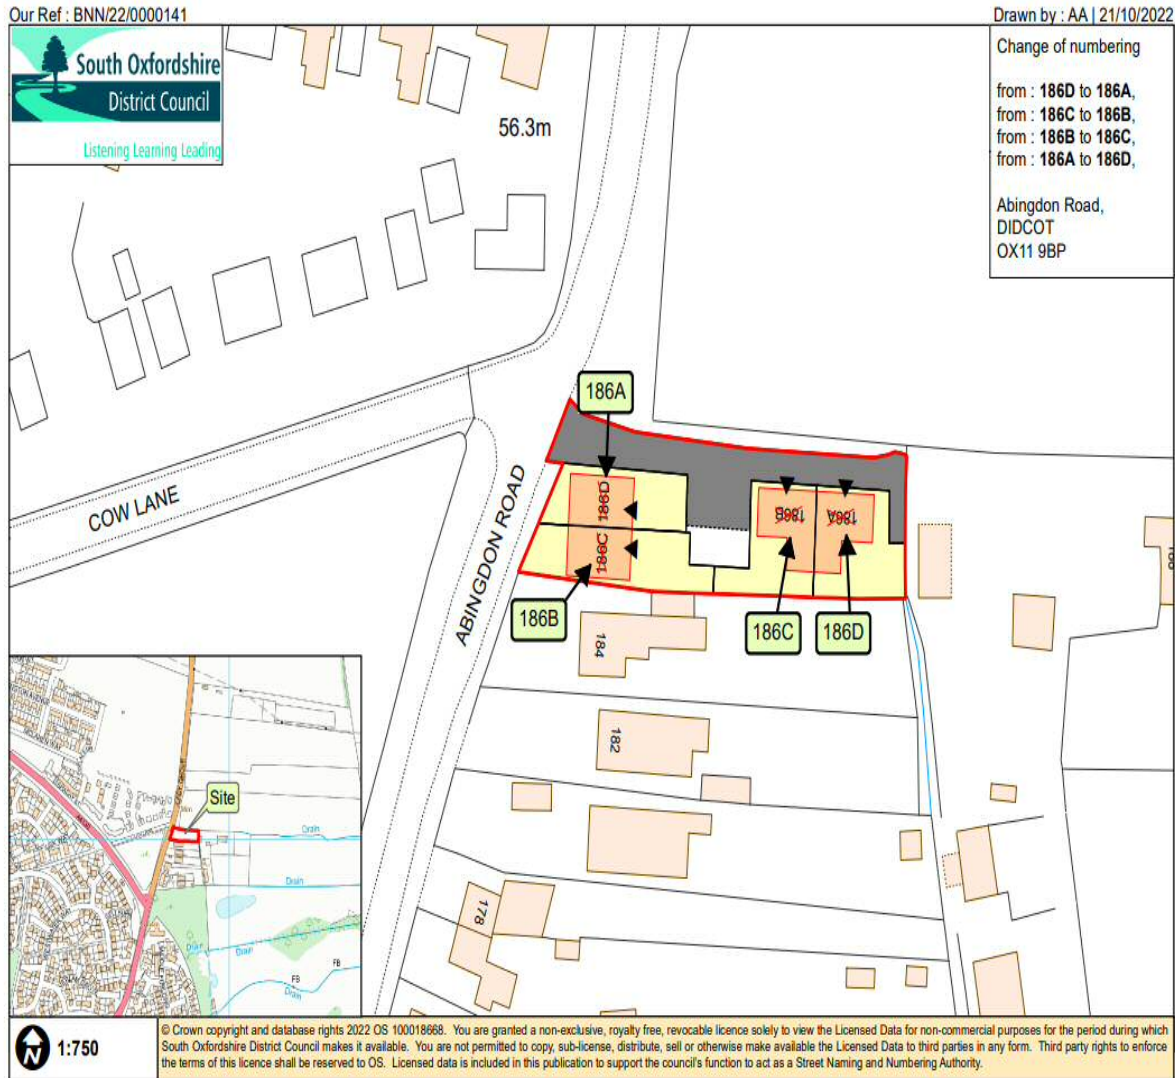 Our Ref : BNN/22/0000141
Drawn by : AA | 21/10/2022
South Oxfordshire
District Council
Listening Learning Leading
Change of numbering
from : 186D to 186A,
from : 186C to 186B,
from : 186B to 186C,
from : 186A to 186D,
Abingdon Road,
DIDCOT
OX11 9BP
56.3m
186A
COW LANE
ABINGDON ROAD
186D
186C
186B
186A
186B
186C
186D
184
182
178
Site
Drain
Drain
Drain
Drain
FB
FB
Drain
N
1:750
© Crown copyright and database rights 2022 OS 100018668. You are granted a non-exclusive, royalty free, revocable licence solely to view the Licensed Data for non-commercial purposes for the period during which
South Oxfordshire District Council makes it available. You are not permitted to copy, sub-license, distribute, sell or otherwise make available the Licensed Data to third parties in any form. Third party rights to enforce
the terms of this licence shall be reserved to OS. Licensed data is included in this publication to support the council's function to act as a Street Naming and Numbering Authority.